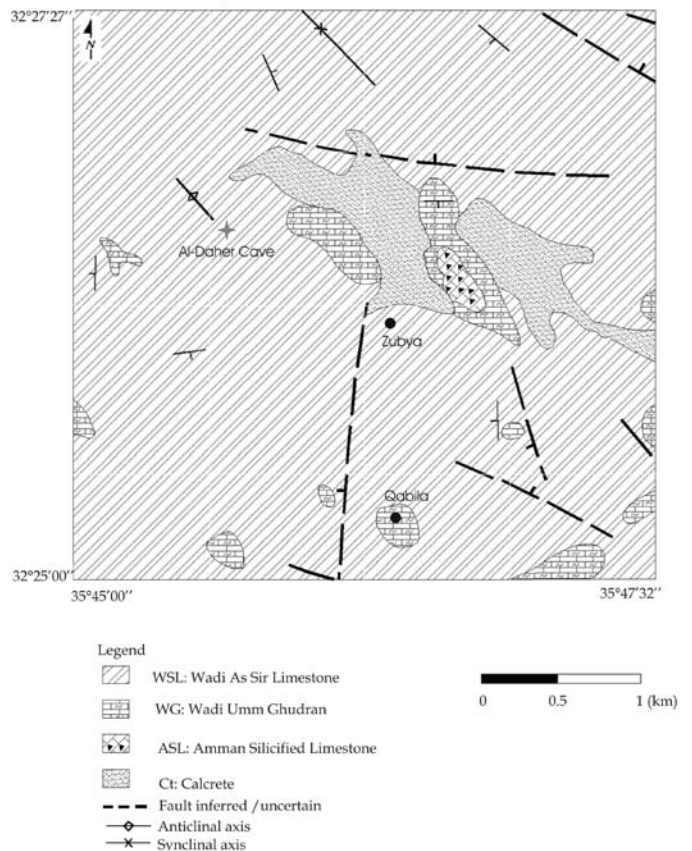 32°27'27''
N
Al-Daher Cave
Zubya
Qabila
32°25'00''
35°45'00''
35°47'32''
Legend
WSL: Wadi As Sir Limestone
WG: Wadi Umm Ghudran
ASL: Amman Silicified Limestone
Ct: Calcrete
Fault inferred /uncertain
Anticlinal axis
Synclinal axis
0 0.5 1 (km)